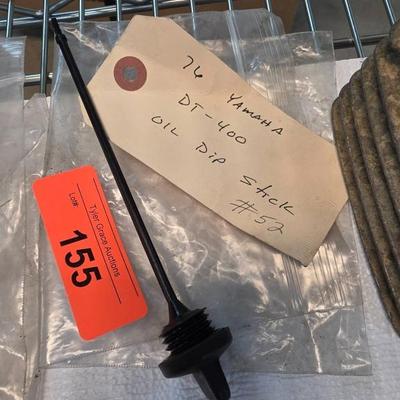 76 YAMAHA
DT-400
OIL DIP STICK
#52
Tyler Grace Auctions
Lot#:
155